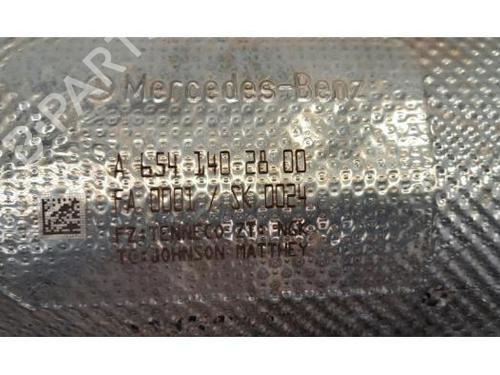 Mercedes-Benz
A 654 140 28 00
FA 0001 / SK 0024
FZ:TENNECO ZT: NGK
TC:JOHNSON MATTHEY